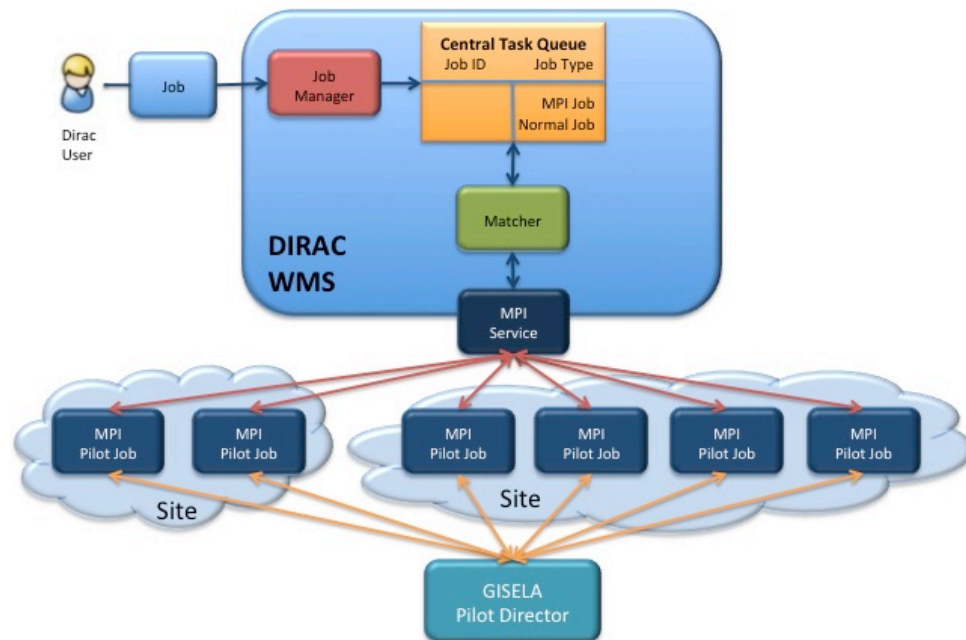 Dirac
User
Job
Job
Manager
Central Task Queue
Job ID Job Type
MPI Job
Normal Job
Matcher
DIRAC
WMS
MPI
Service
MPI
Pilot Job
MPI
Pilot Job
MPI
Pilot Job
MPI
Pilot Job
MPI
Pilot Job
MPI
Pilot Job
Site
Site
GISELA
Pilot Director